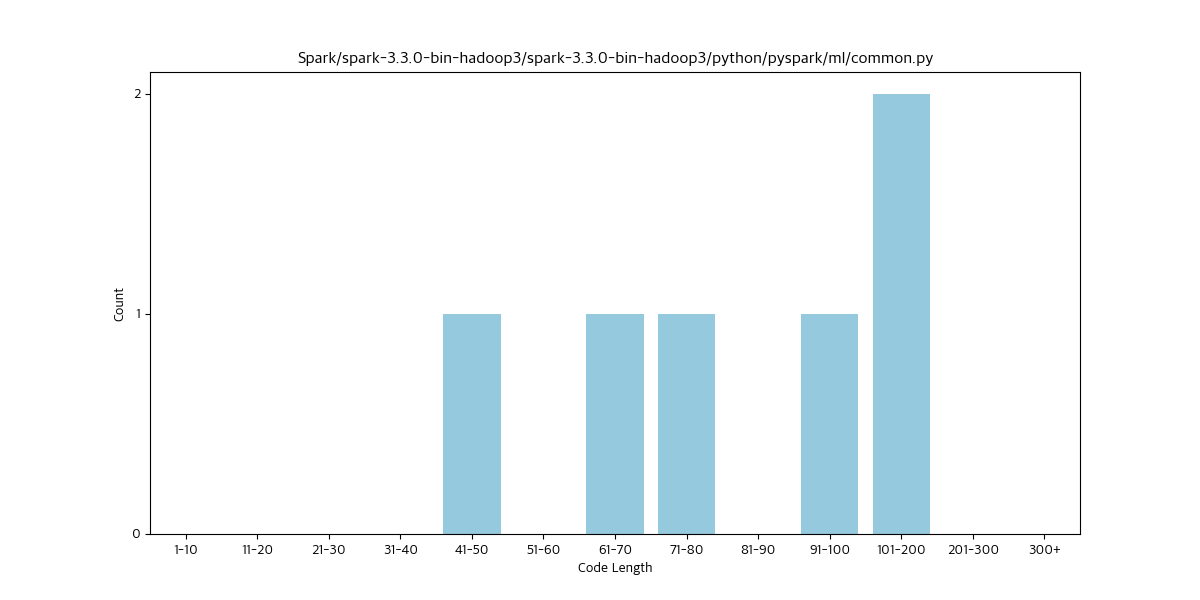 Spark/spark-3.3.0-bin-hadoop3/spark-3.3.0-bin-hadoop3/python/pyspark/ml/common.py
2
1
0
Count
1-10 11-20 21-30 31-40 41-50 51-60 61-70 71-80 81-90 91-100 101-200 201-300 300+
Code Length